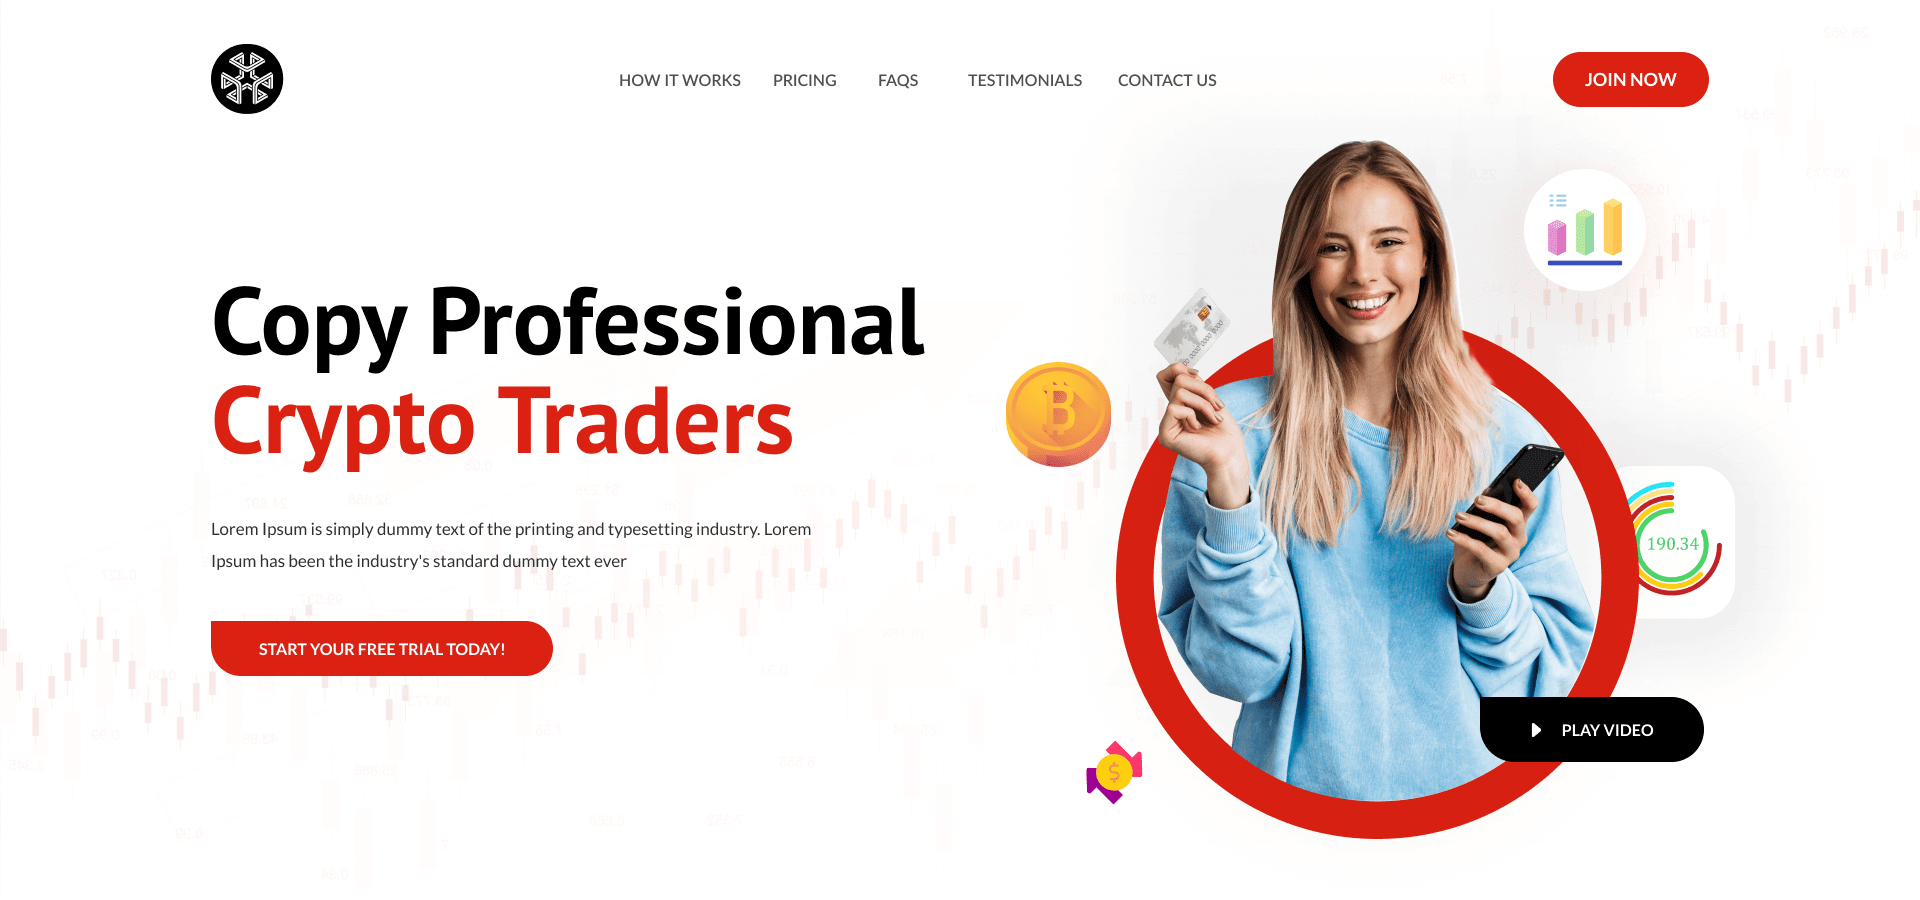 HOW IT WORKS
PRICING
FAQS
TESTIMONIALS
CONTACT US
JOIN NOW
Copy Professional
Crypto Traders
Lorem Ipsum is simply dummy text of the printing and typesetting industry. Lorem
Ipsum has been the industry's standard dummy text ever
START YOUR FREE TRIAL TODAY!
190.34
PLAY VIDEO